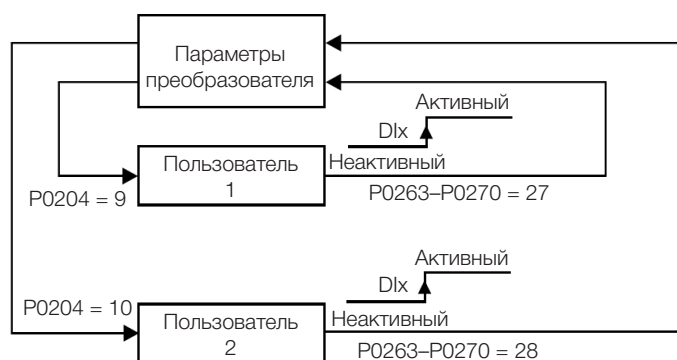 Параметры
преобразователя
Активный
DIx
Неактивный
P0204 = 9
Пользователь
1
P0263–P0270 = 27
Активный
DIx
Неактивный
P0204 = 10
Пользователь
2
P0263–P0270 = 28